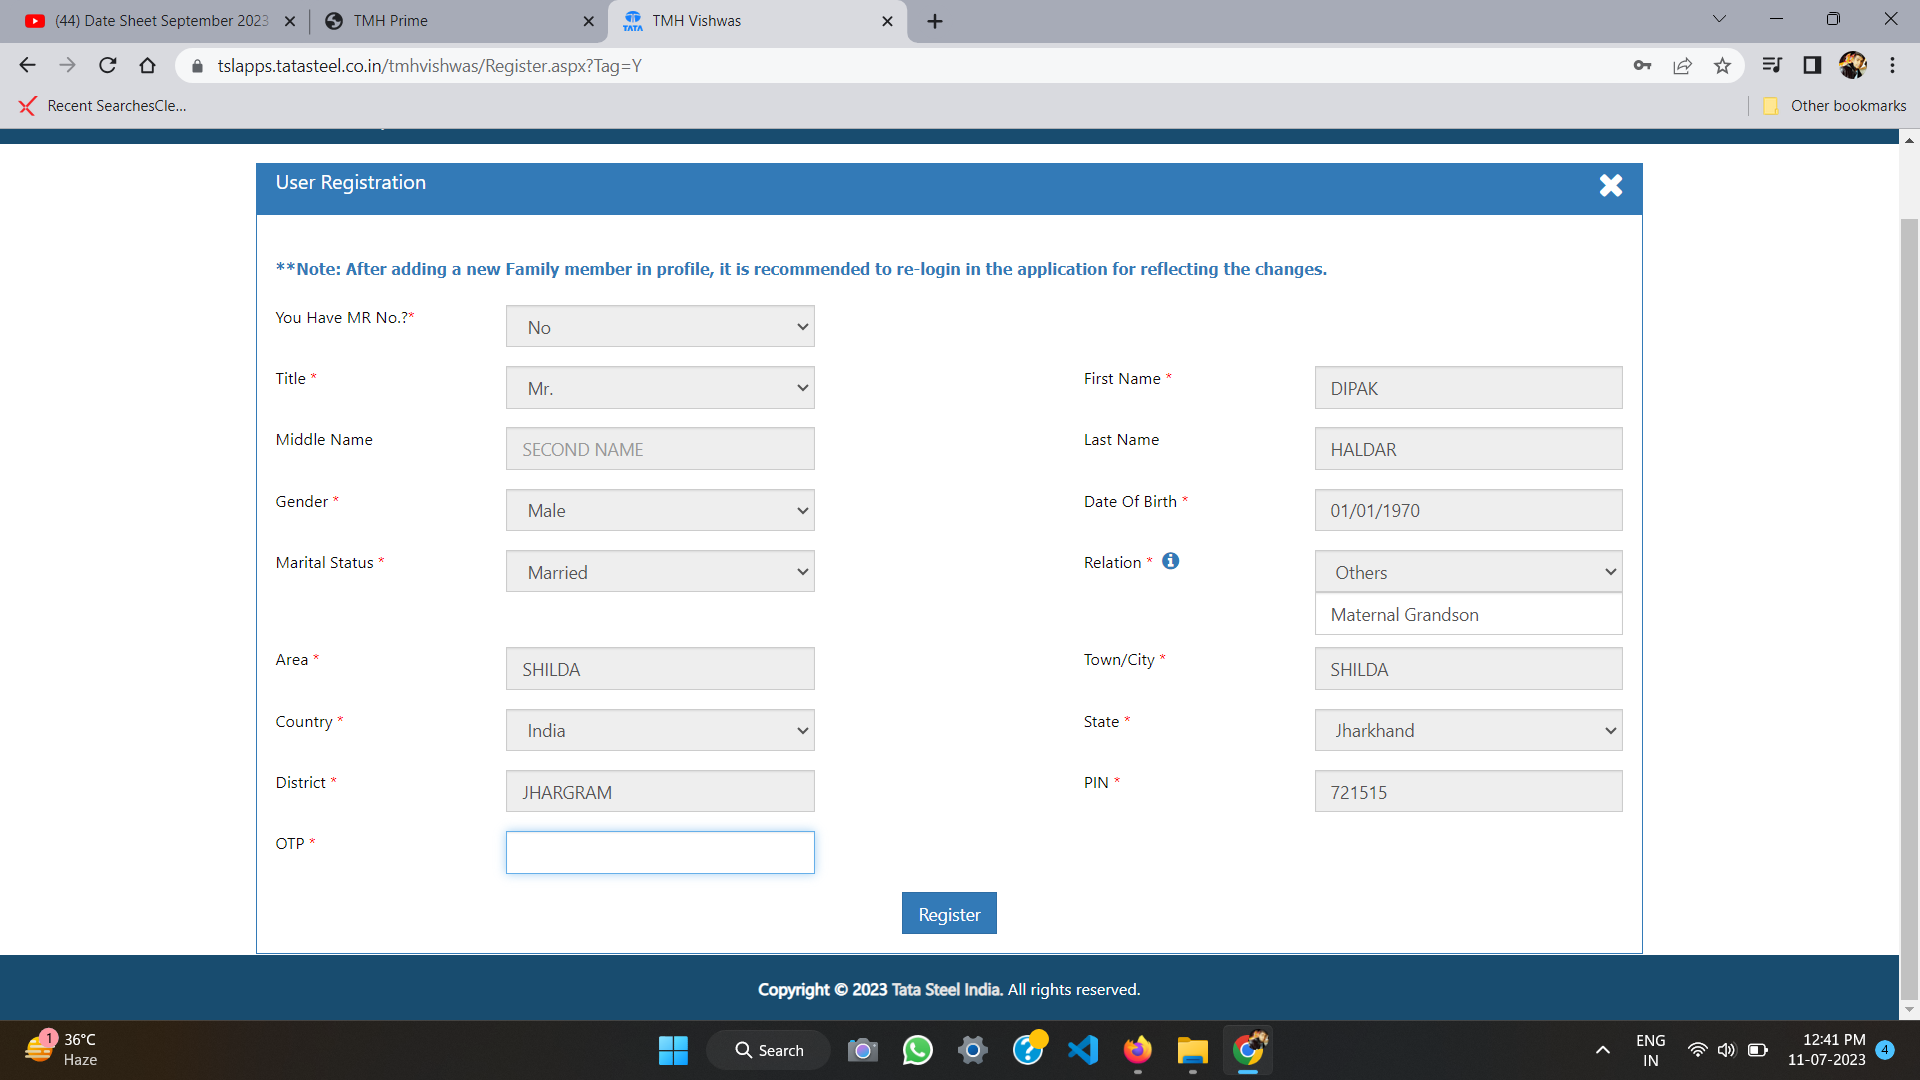 (44) Date Sheet September 2023
TMH Prime
TATA
TMH Vishwas
tslapps.tatasteel.co.in/tmhvishwas/Register.aspx?Tag=Y
Recent SearchesCle...
Other bookmarks
User Registration
**Note: After adding a new Family member in profile, it is recommended to re-login in the application for reflecting the changes.
You Have MR No.?*
No
Title *
Mr.
First Name *
DIPAK
Middle Name
SECOND NAME
Last Name
HALDAR
Gender *
Male
Date Of Birth *
01/01/1970
Marital Status *
Married
Relation *
Others
Maternal Grandson
Area *
SHILDA
Town/City *
SHILDA
Country *
India
State *
Jharkhand
District *
JHARGRAM
PIN *
721515
OTP *
Register
Copyright © 2023 Tata Steel India. All rights reserved.
1
36°C
Haze
Search
ENG
IN
12:41 PM
11-07-2023
4